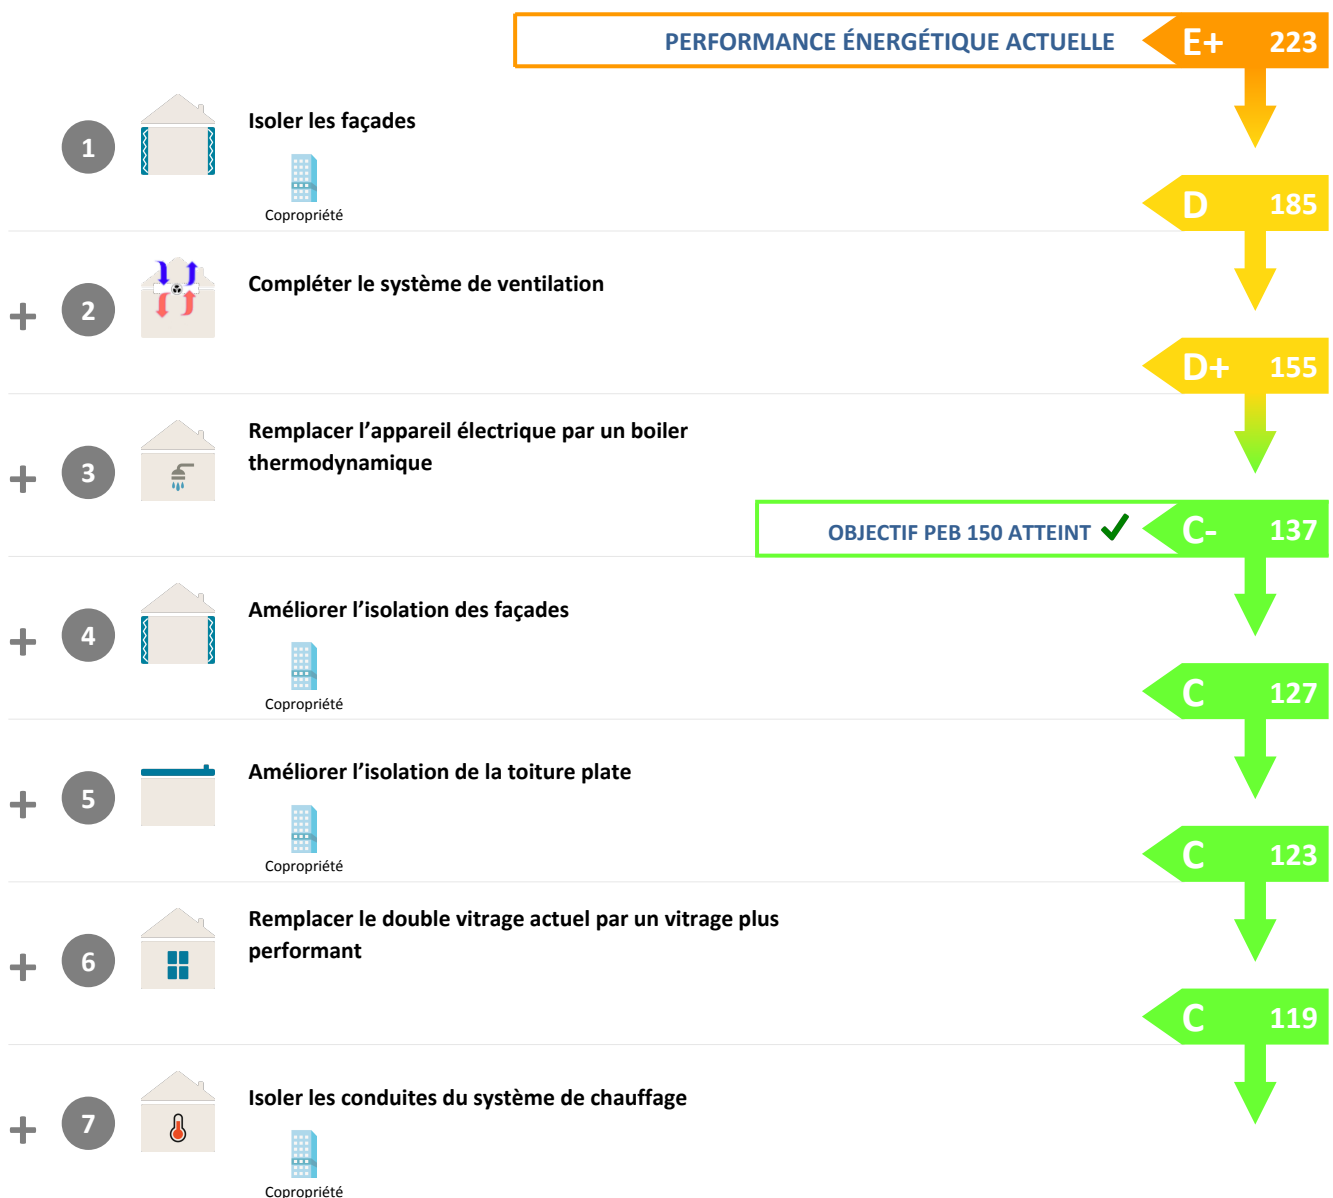 PERFORMANCE ÉNERGÉTIQUE ACTUELLE E+ 223
1 Isoler les façades
Copropriété
D 185
+ 2 Compléter le système de ventilation
D+ 155
+ 3 Remplacer l’appareil électrique par un boiler
thermodynamique
OBJECTIF PEB 150 ATTEINT ✓ C- 137
+ 4 Améliorer l’isolation des façades
Copropriété
C 127
+ 5 Améliorer l’isolation de la toiture plate
Copropriété
C 123
+ 6 Remplacer le double vitrage actuel par un vitrage plus
performant
C 119
+ 7 Isoler les conduites du système de chauffage
Copropriété